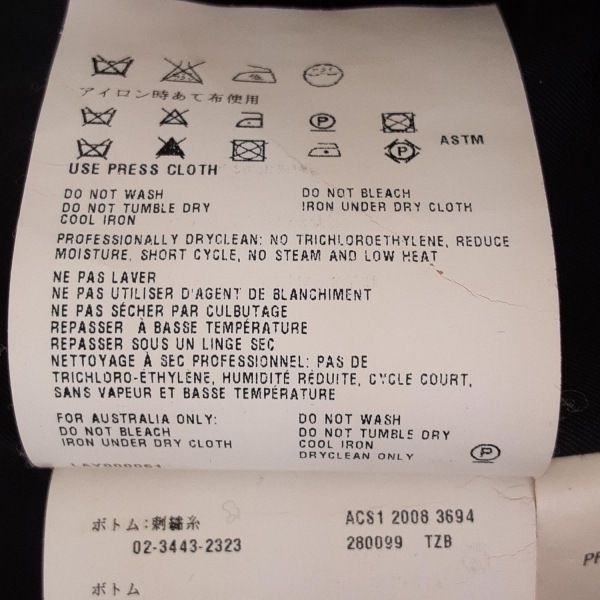 アイロン時あて布使用
P
ASTM
P
USE PRESS CLOTH
DO NOT WASH
DO NOT TUMBLE DRY
COOL IRON
DO NOT BLEACH
IRON UNDER DRY CLOTH
PROFESSIONALLY DRYCLEAN: NO TRICHLOROETHYLENE, REDUCE
MOISTURE, SHORT CYCLE, NO STEAM AND LOW HEAT
NE PAS LAVER
NE PAS UTILISER D'AGENT DE BLANCHIMENT
NE PAS SÉCHER PAR CULBUTAGE
REPASSER À BASSE TEMPÉRATURE
REPASSER SOUS UN LINGE SEC
NETTOYAGE À SEC PROFESSIONNEL: PAS DE
TRICHLORO-ÉTHYLÈNE, HUMIDITÉ RÉDUITE, CYCLE COURT,
SANS VAPEUR ET BASSE TEMPÉRATURE
FOR AUSTRALIA ONLY:
DO NOT BLEACH
IRON UNDER DRY CLOTH
DO NOT WASH
DO NOT TUMBLE DRY
COOL IRON
DRYCLEAN ONLY
P
ボトム:刺繍糸
02-3443-2323
ACS1 2008 3694
280099 TZB
ボトム